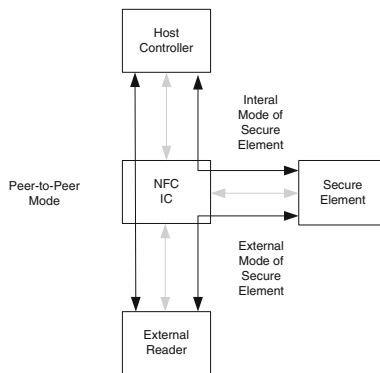 Host
Controller
Interal
Mode of
Secure
Element
Peer-to-Peer
Mode
NFC
IC
Secure
Element
External
Mode of
Secure
Element
External
Reader